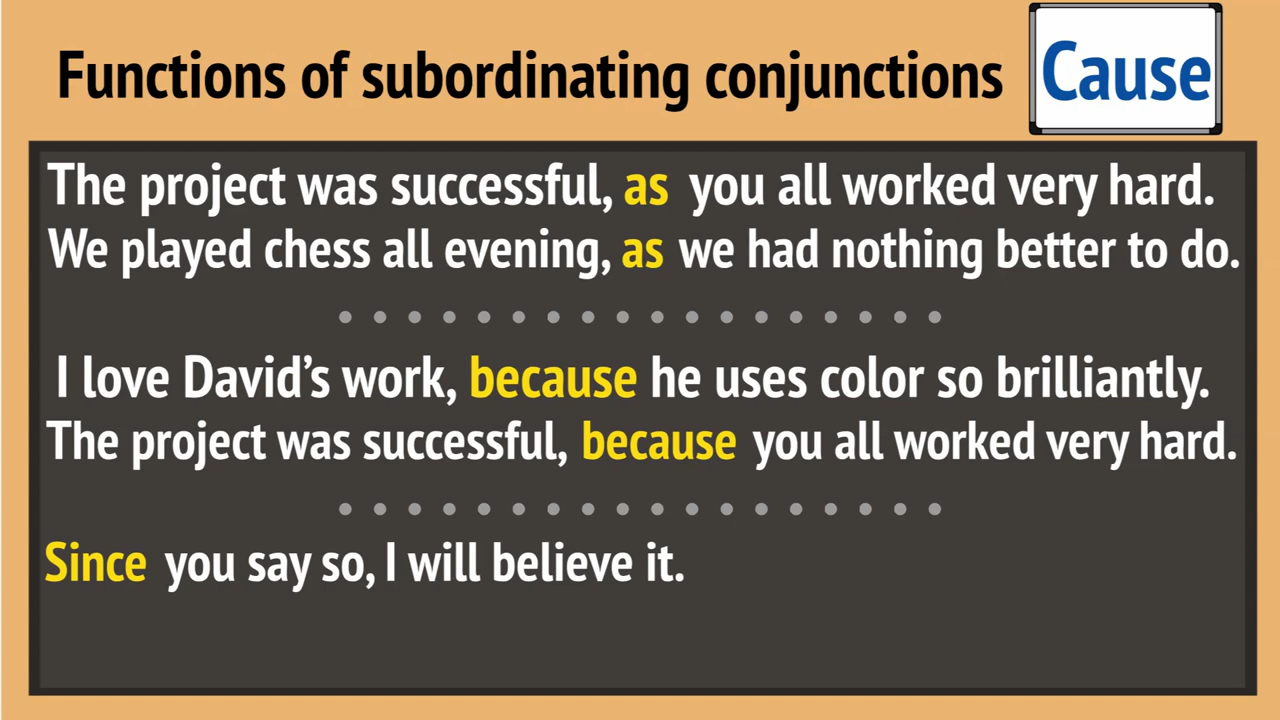 Functions of subordinating conjunctions
Cause
The project was successful, as you all worked very hard.
We played chess all evening, as we had nothing better to do.
I love David’s work, because he uses color so brilliantly.
The project was successful, because you all worked very hard.
Since you say so, I will believe it.